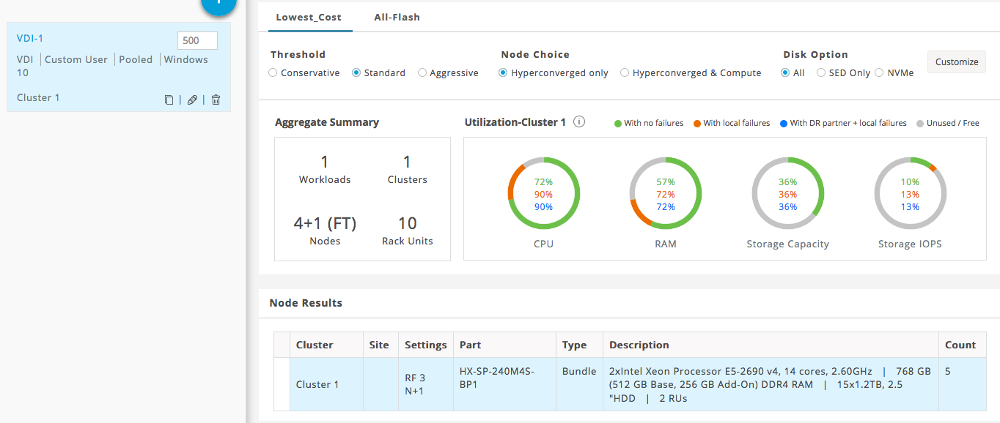 VDI-1
500
VDI | Custom User | Pooled | Windows
10
Cluster 1
Lowest_Cost All-Flash
Threshold
Conservative Standard Aggressive
Node Choice
Hyperconverged only Hyperconverged & Compute
Disk Option
All SED Only NVMe
Customize
Aggregate Summary
1
Workloads
1
Clusters
4+1 (FT)
Nodes
10
Rack Units
Utilization-Cluster 1
With no failures With local failures With DR partner + local failures Unused / Free
72%
90%
90%
CPU
57%
72%
72%
RAM
36%
36%
36%
Storage Capacity
10%
13%
13%
Storage IOPS
Node Results
Cluster Site Settings Part Type Description Count
Cluster 1
RF 3
N+1
HX-SP-240M4S-
BP1
Bundle
2xIntel Xeon Processor E5-2690 v4, 14 cores, 2.60GHz | 768 GB
(512 GB Base, 256 GB Add-On) DDR4 RAM | 15x1.2TB, 2.5
"HDD | 2 RUs
5